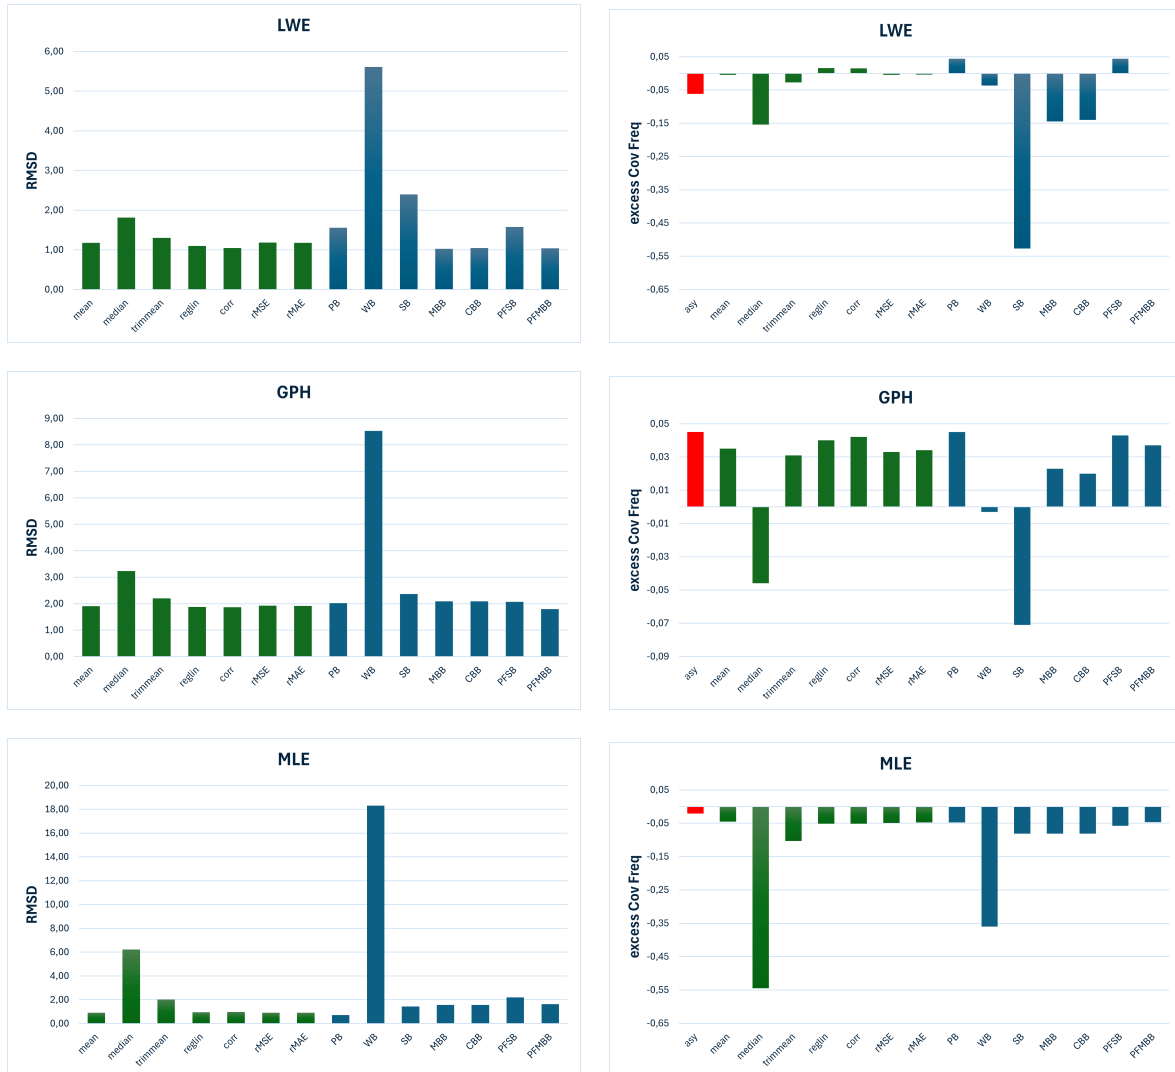 LWE
6,00
5,00
4,00
3,00
2,00
1,00
0,00
RMSD
mean median trimmean reglin corr rMSE rMAE PB WB SB MBB CBB PFSB PFMBB
LWE
0,05
-0,05
-0,15
-0,25
-0,35
-0,45
-0,55
-0,65
excess Cov Freq
asy mean median trimmean reglin corr rMSE rMAE PB WB SB MBB CBB PFSB PFMBB
GPH
9,00
8,00
7,00
6,00
5,00
4,00
3,00
2,00
1,00
0,00
RMSD
mean median trimmean reglin corr rMSE rMAE PB WB SB MBB CBB PFSB PFMBB
GPH
0,05
0,03
0,01
-0,01
-0,03
-0,05
-0,07
-0,09
excess Cov Freq
asy mean median trimmean reglin corr rMSE rMAE PB WB SB MBB CBB PFSB PFMBB
MLE
20,00
18,00
16,00
14,00
12,00
10,00
8,00
6,00
4,00
2,00
0,00
RMSD
mean median trimmean reglin corr rMSE rMAE PB WB SB MBB CBB PFSB PFMBB
MLE
0,05
-0,05
-0,15
-0,25
-0,35
-0,45
-0,55
-0,65
excess Cov Freq
asy mean median trimmean reglin corr rMSE rMAE PB WB SB MBB CBB PFSB PFMBB